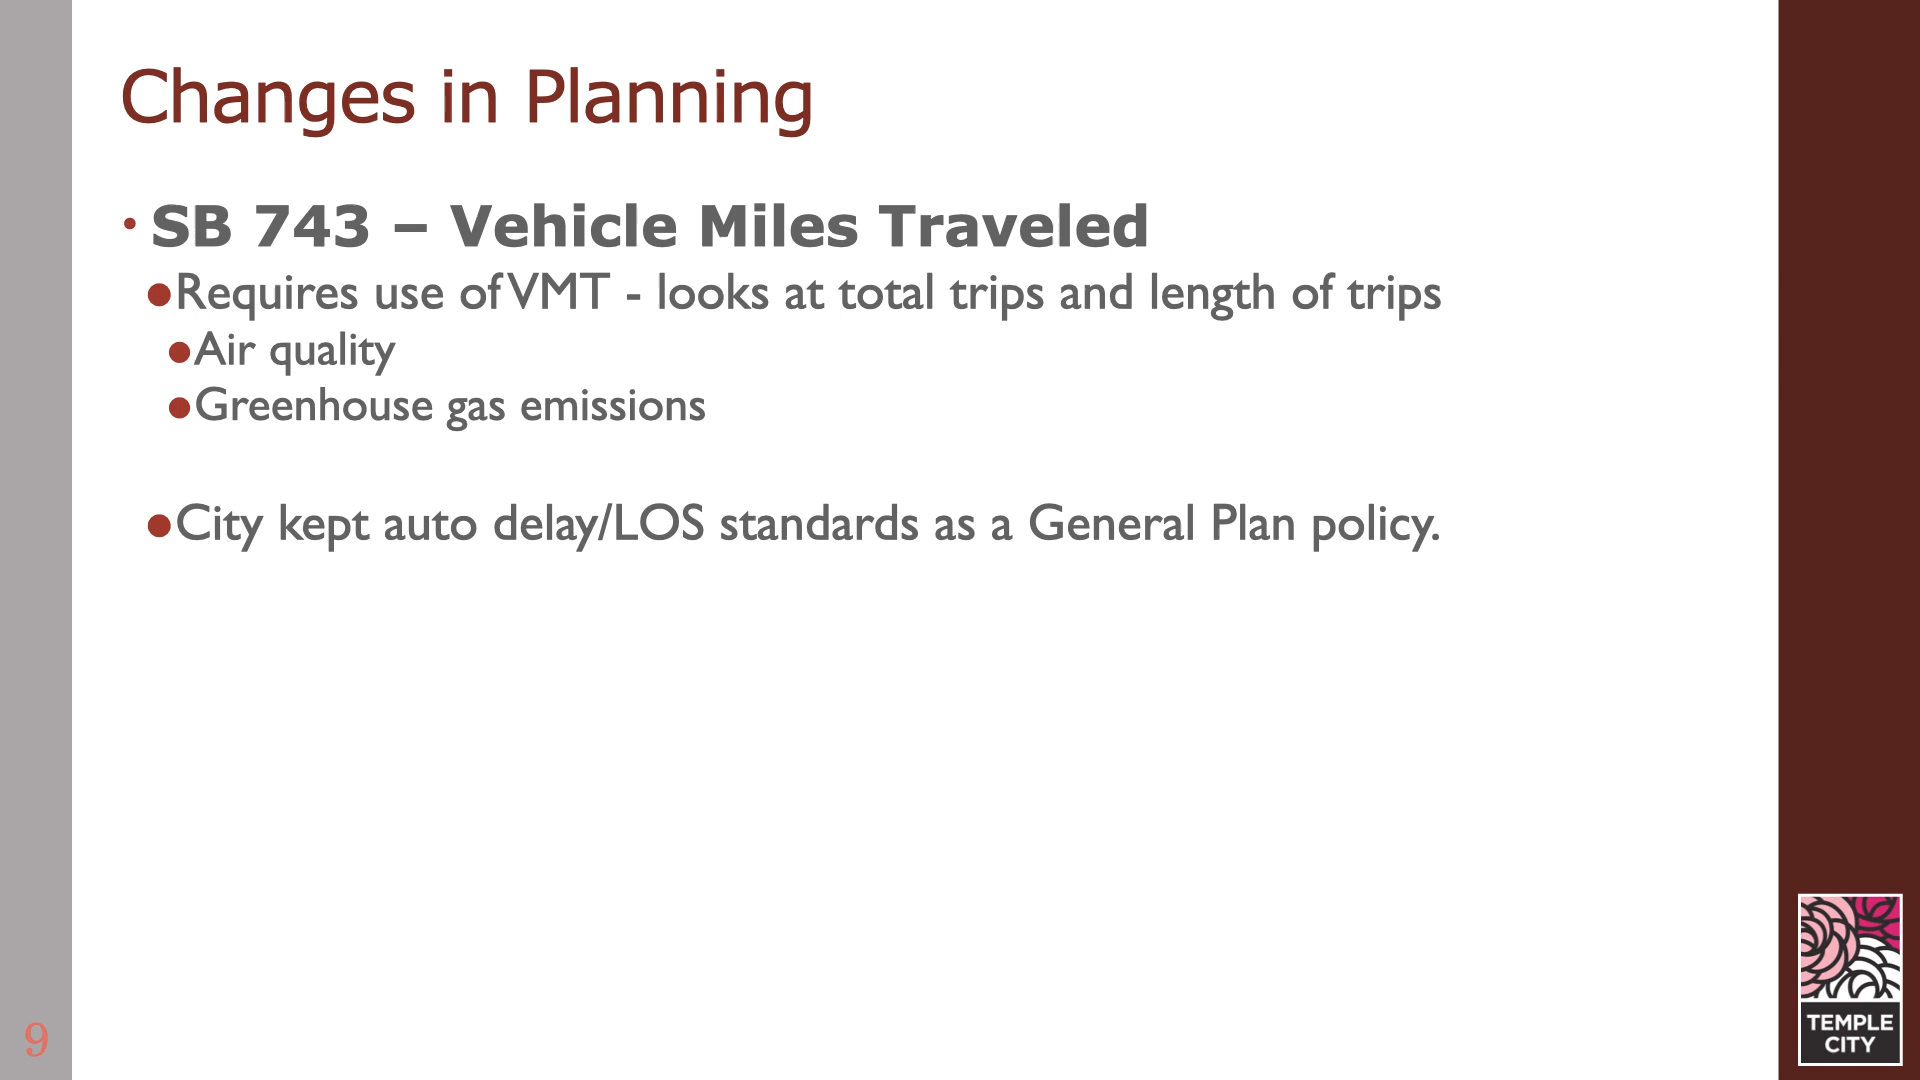 Changes in Planning
• SB 743 – Vehicle Miles Traveled
●Requires use of VMT - looks at total trips and length of trips
●Air quality
●Greenhouse gas emissions
●City kept auto delay/LOS standards as a General Plan policy.
9
TEMPLE
CITY